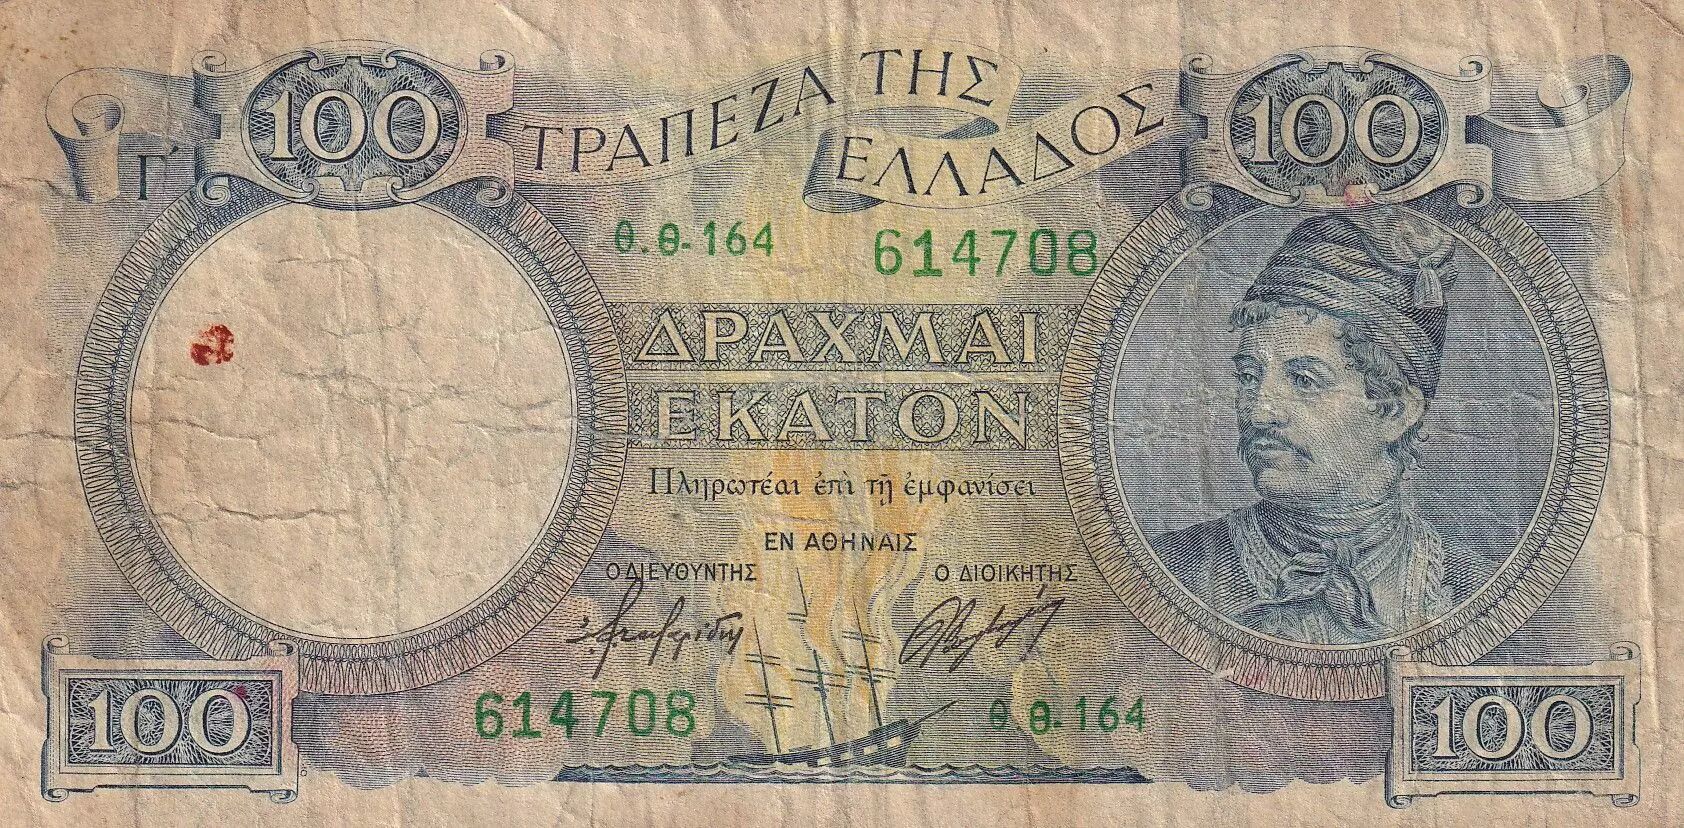 100
ΤΡΑΠΕΖΑ ΤΗΣ
ΕΛΛΑΔΟΣ
100
Γ΄
θ.θ-164 614708
ΔΡΑΧΜΑΙ
ΕΚΑΤΟΝ
Πληρωτέαι ἐπὶ τῇ ἐμφανίσει
ΕΝ ΑΘΗΝΑΙΣ
Ο ΔΙΕΥΘΥΝΤΗΣ Ο ΔΙΟΙΚΗΤΗΣ
614708 θ θ-164
100 100